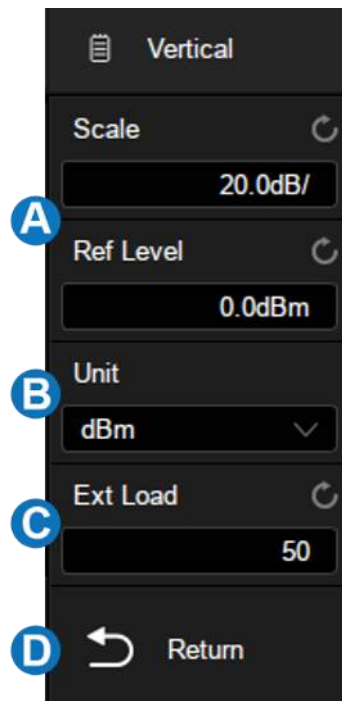 Vertical
Scale
20.0dB/
A
Ref Level
0.0dBm
Unit
B
dBm
Ext Load
C
50
D
Return